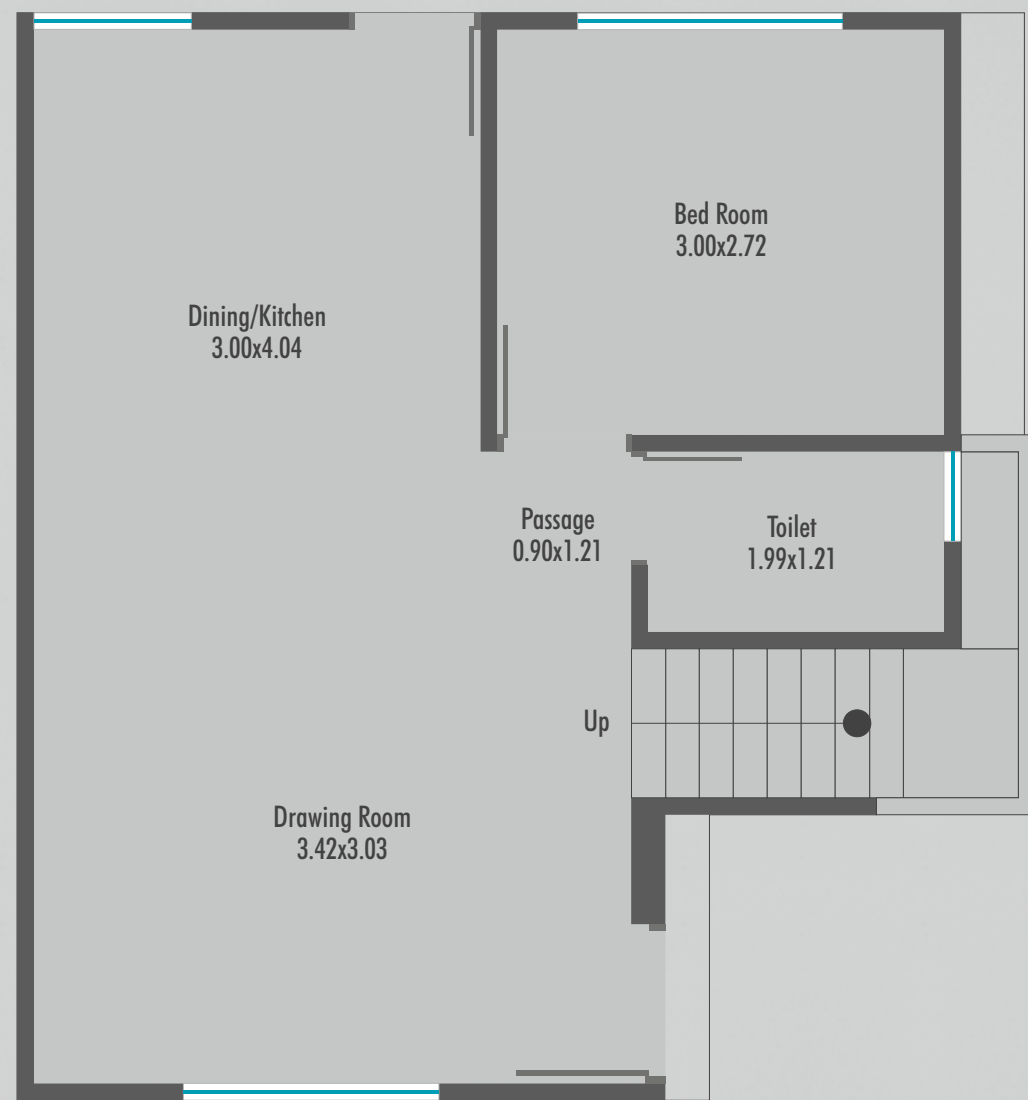 Bed Room
3.00x2.72
Dining/Kitchen
3.00x4.04
Passage
0.90x1.21
Toilet
1.99x1.21
Up
Drawing Room
3.42x3.03